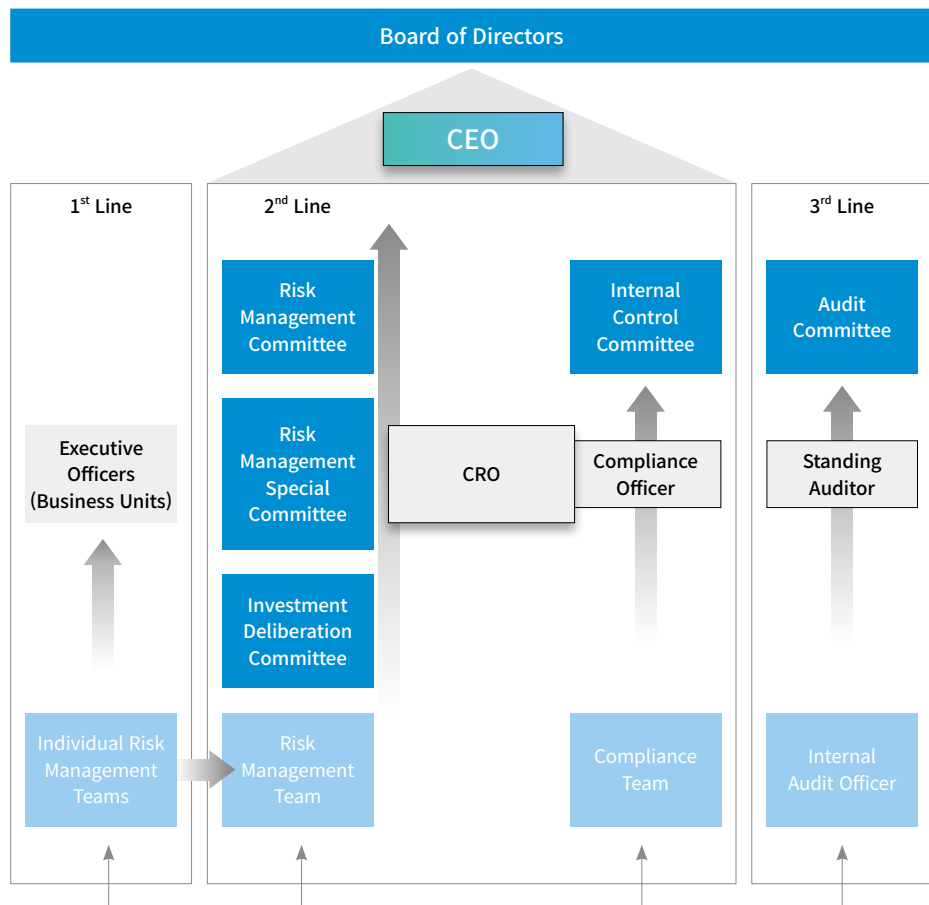 Board of Directors
CEO
1st Line
Executive
Officers
(Business Units)
Individual Risk
Management
Teams
2nd Line
Risk
Management
Committee
Risk
Management
Special
Committee
Investment
Deliberation
Committee
Risk
Management
Team
CRO
Internal
Control
Committee
Compliance
Officer
Compliance
Team
3rd Line
Audit
Committee
Standing
Auditor
Internal
Audit Officer